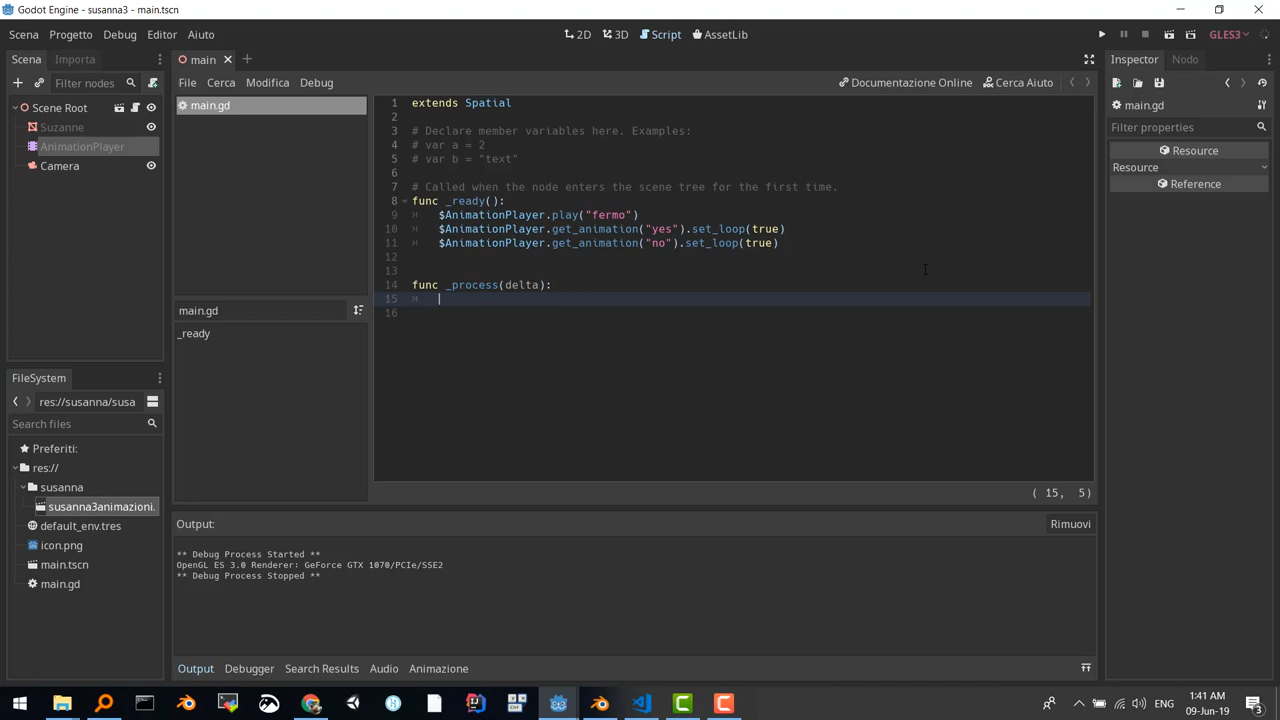 Godot Engine - susanna3 - main.tscn
Scena Progetto Debug Editor Aiuto
2D 3D Script AssetLib
GLES3
Scena Importa
Filter nodes
Scene Root
Suzanne
AnimationPlayer
Camera
FileSystem
res://susanna/susa
Search files
Preferiti:
res://
susanna
susanna3animazioni.
default_env.tres
icon.png
main.tscn
main.gd
main
File Cerca Modifica Debug
Documentazione Online Cerca Aiuto
main.gd
main.gd
_ready
1 extends Spatial
2
3 # Declare member variables here. Examples:
4 # var a = 2
5 # var b = "text"
6
7 # Called when the node enters the scene tree for the first time.
8 func _ready():
9 $AnimationPlayer.play("fermo")
10 $AnimationPlayer.get_animation("yes").set_loop(true)
11 $AnimationPlayer.get_animation("no").set_loop(true)
12
13
14 func _process(delta):
15
16
( 15, 5)
Output:
Rimuovi
** Debug Process Started **
OpenGL ES 3.0 Renderer: GeForce GTX 1070/PCIe/SSE2
** Debug Process Stopped **
Output Debugger Search Results Audio Animazione
Inspector Nodo
main.gd
Filter properties
Resource
Resource
Reference
ENG
1:41 AM
09-Jun-19
3